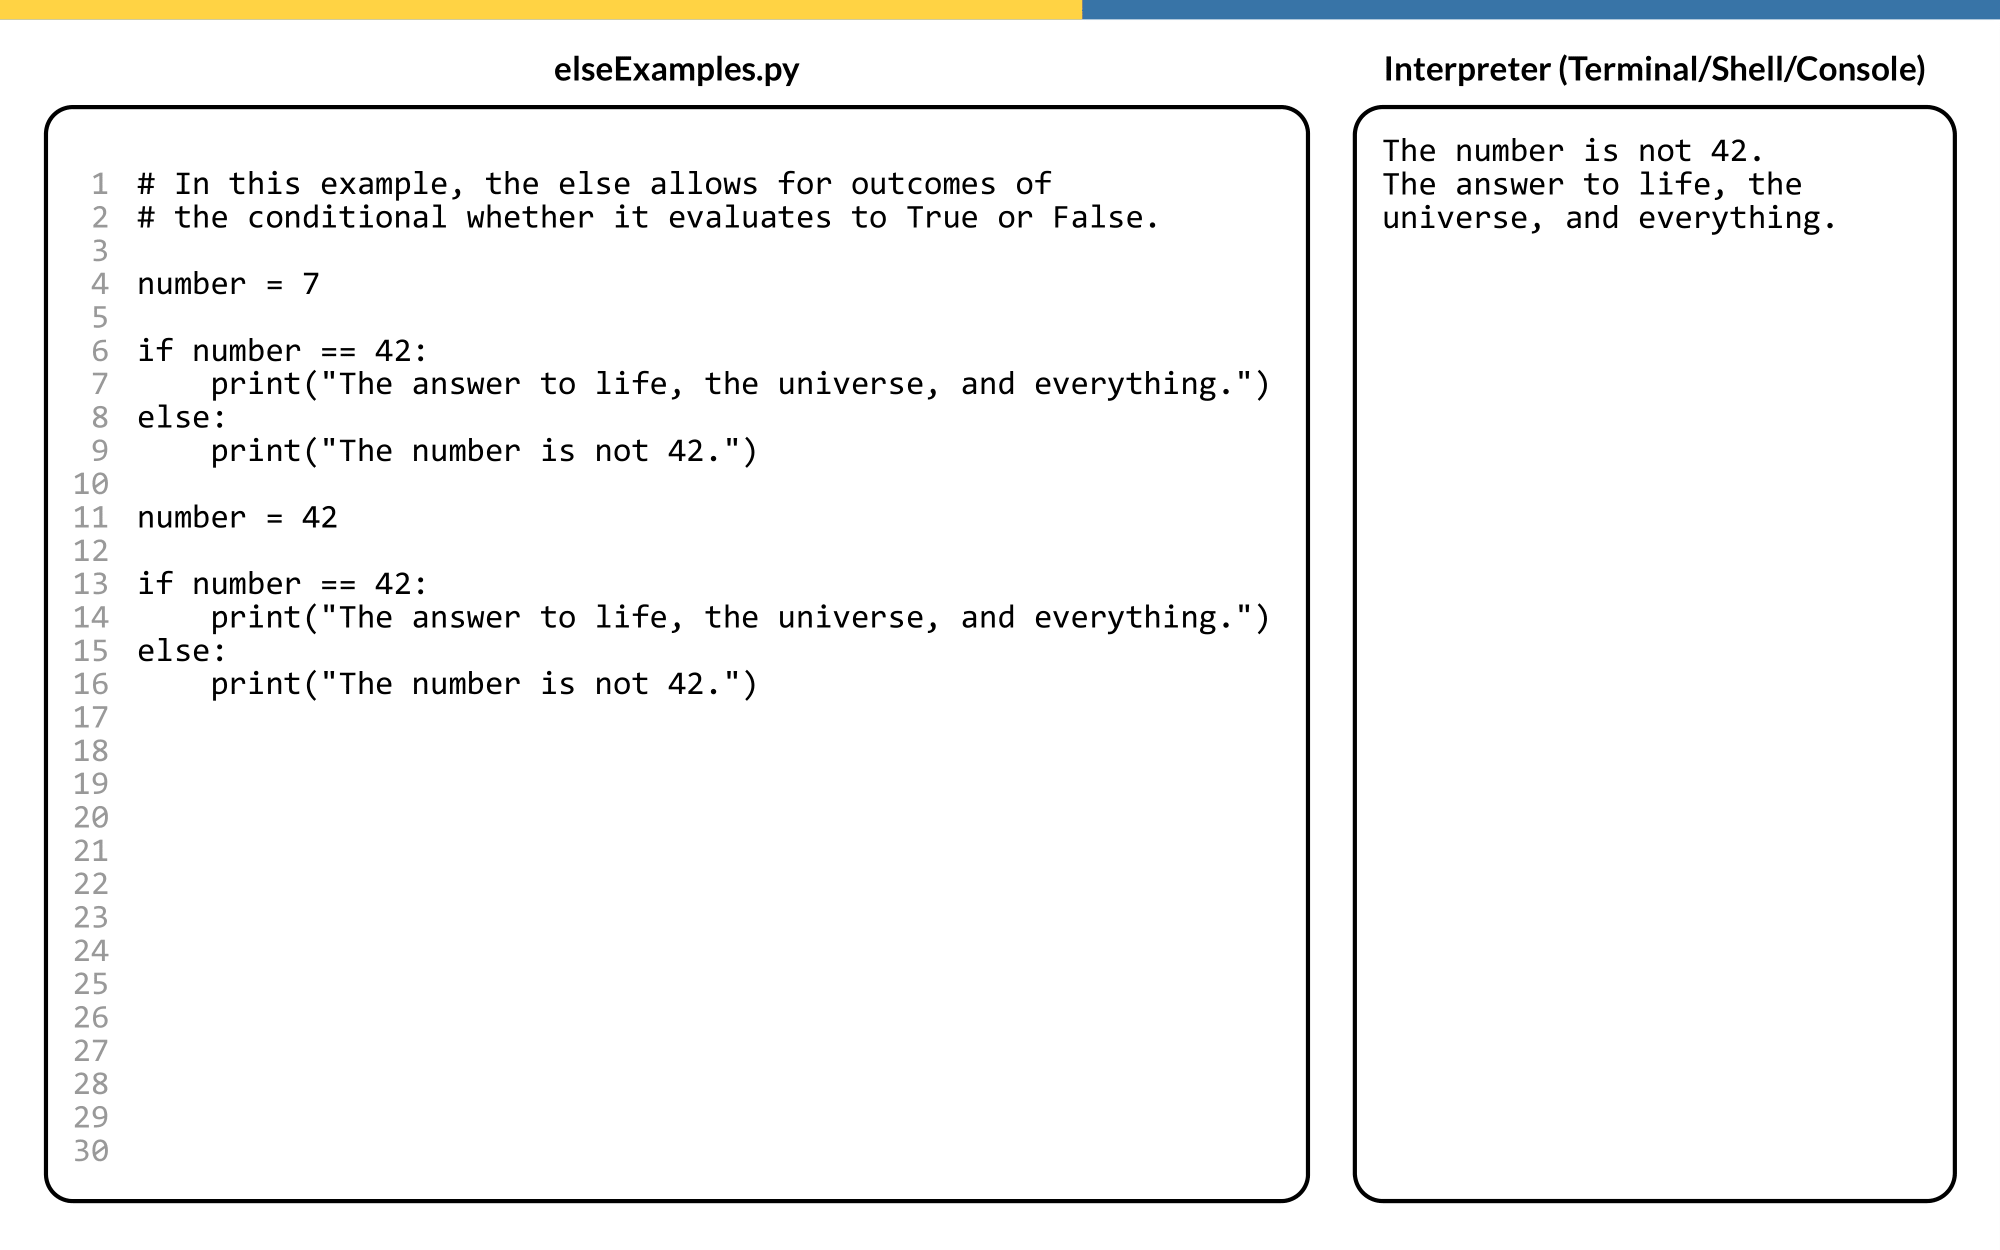 elseExamples.py
1 # In this example, the else allows for outcomes of
2 # the conditional whether it evaluates to True or False.
3
4 number = 7
5
6 if number == 42:
7     print("The answer to life, the universe, and everything.")
8 else:
9     print("The number is not 42.")
10
11 number = 42
12
13 if number == 42:
14     print("The answer to life, the universe, and everything.")
15 else:
16     print("The number is not 42.")
17
18
19
20
21
22
23
24
25
26
27
28
29
30
Interpreter (Terminal/Shell/Console)
The number is not 42.
The answer to life, the
universe, and everything.